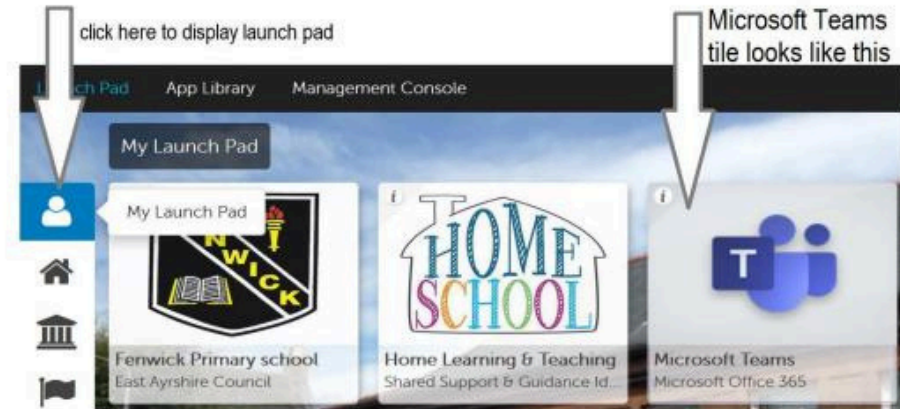 click here to display launch pad
Microsoft Teams
tile looks like this
Launch Pad App Library Management Console
My Launch Pad
My Launch Pad
NWICK
HOME
SCHOOL
T
Fenwick Primary school
East Ayrshire Council
Home Learning & Teaching
Shared Support & Guidance Id...
Microsoft Teams
Microsoft Office 365